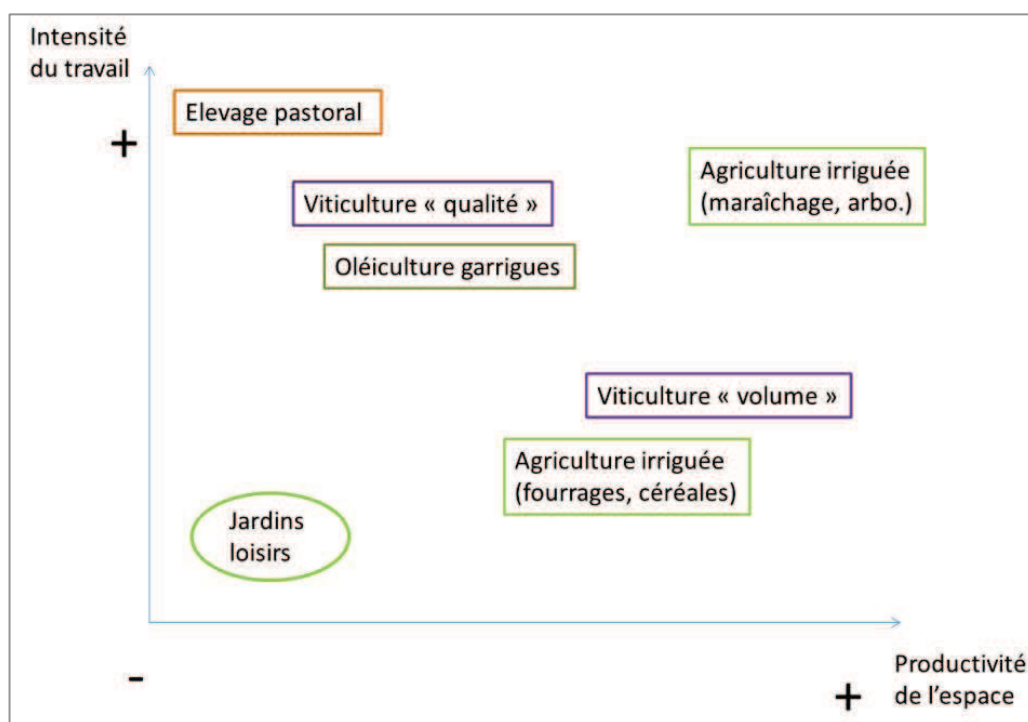 Intensité
du travail
+
Elevage pastoral
Agriculture irriguée
(maraîchage, arbo.)
Viticulture « qualité »
Oléiculture garrigues
Viticulture « volume »
Agriculture irriguée
(fourrages, céréales)
Jardins
loisirs
-
+
Productivité
de l'espace